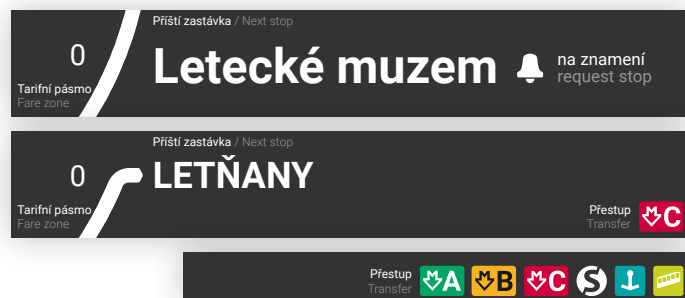 Příští zastávka / Next stop
0
Letecké muzem
na znamení
request stop
Tarifní pásmo
Fare zone
Příští zastávka / Next stop
0
LETŇANY
Tarifní pásmo
Fare zone
Přestup
Transfer
C
Přestup
Transfer
A B C S